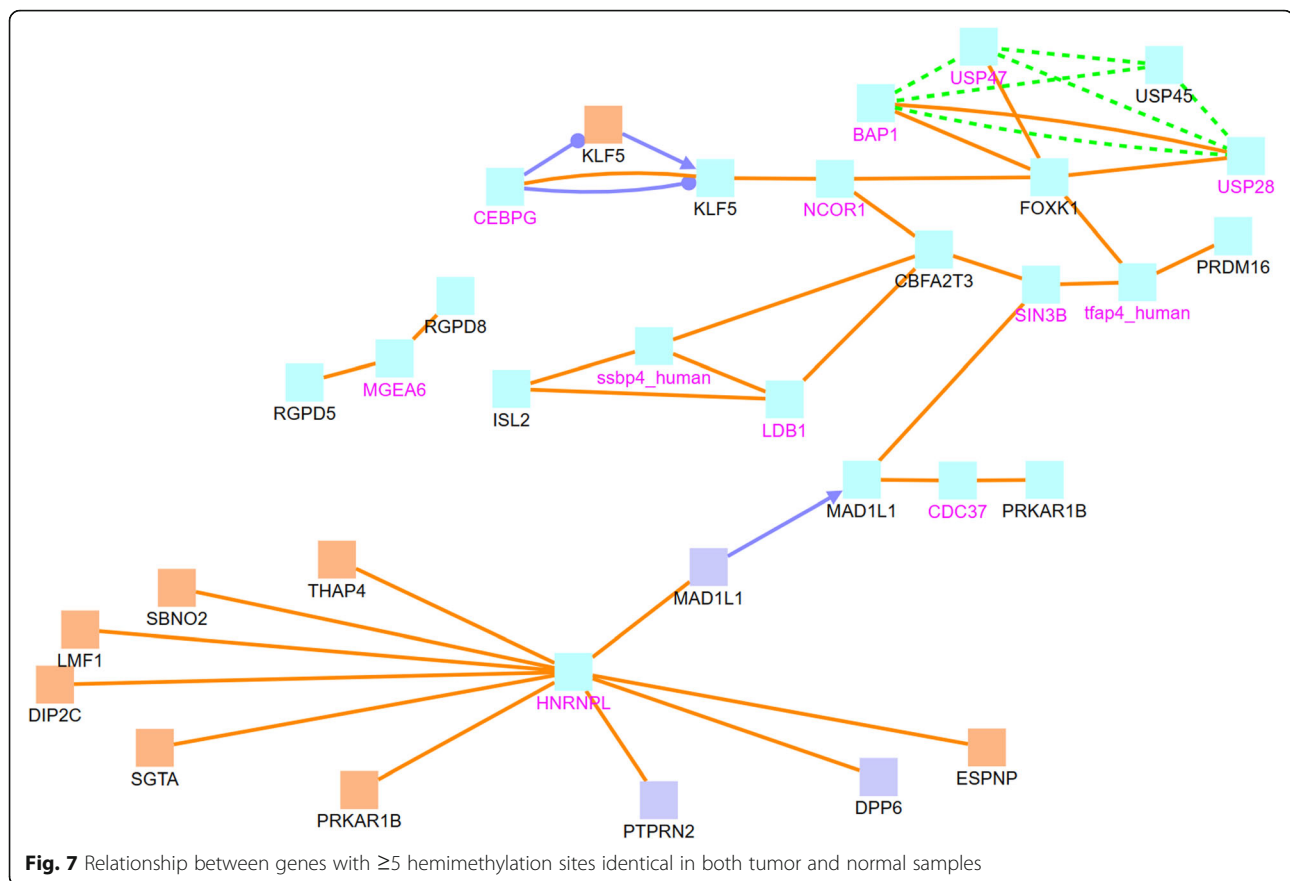 USP47
USP45
BAP1
KLF5
USP28
CEBPG
KLF5
NCOR1
FOXK1
PRDM16
CBFA2T3
SIN3B
tfap4_human
RGPD8
MGEA6
RGPD5
ssbp4_human
ISL2
LDB1
MAD1L1
CDC37
PRKAR1B
THAP4
MAD1L1
SBNO2
LMF1
DIP2C
HNRNPL
SGTA
ESPNP
DPP6
PRKAR1B
PTPRN2
Fig. 7 Relationship between genes with ≥5 hemimethylation sites identical in both tumor and normal samples